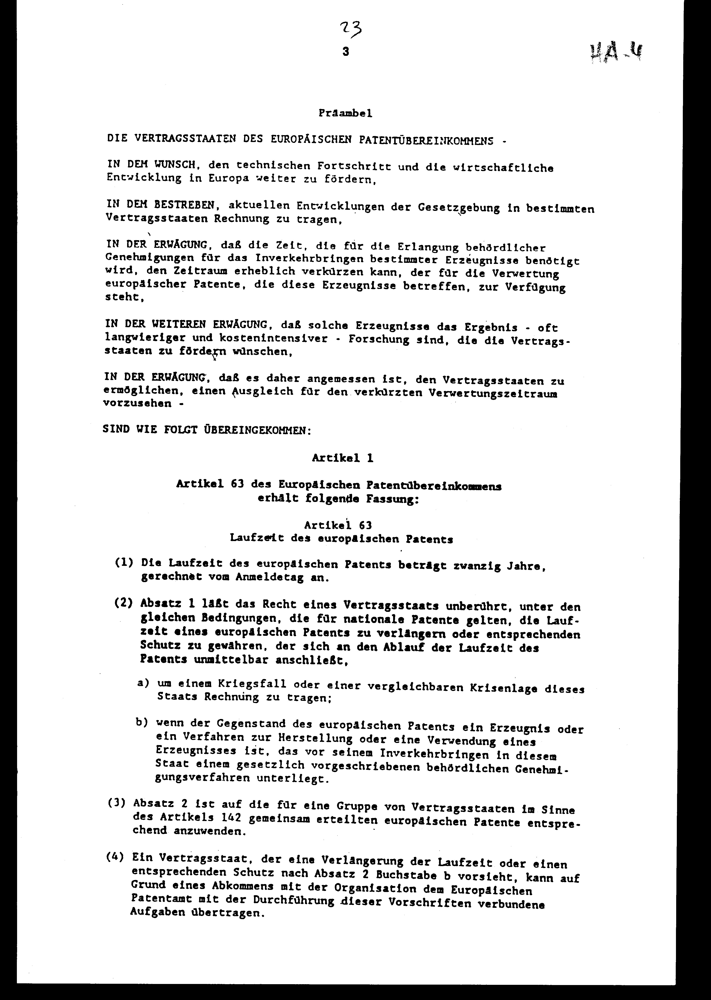 23
3
HA-4
Präambel
DIE VERTRAGSSTAATEN DES EUROPÄISCHEN PATENTÜBEREINKOMMENS -
IN DEM WUNSCH, den technischen Fortschritt und die wirtschaftliche
Entwicklung in Europa weiter zu fördern,
IN DEM BESTREBEN, aktuellen Entwicklungen der Gesetzgebung in bestimmten
Vertragsstaaten Rechnung zu tragen,
IN DER ERWÄGUNG, daß die Zeit, die für die Erlangung behördlicher
Genehmigungen für das Inverkehrbringen bestimmter Erzeugnisse benötigt
wird, den Zeitraum erheblich verkürzen kann, der für die Verwertung
europäischer Patente, die diese Erzeugnisse betreffen, zur Verfügung
steht,
IN DER WEITEREN ERWÄGUNG, daß solche Erzeugnisse das Ergebnis - oft
langwieriger und kostenintensiver - Forschung sind, die die Vertrags-
staaten zu fördern wünschen,
IN DER ERWÄGUNG, daß es daher angemessen ist, den Vertragsstaaten zu
ermöglichen, einen Ausgleich für den verkürzten Verwertungszeitraum
vorzusehen -
SIND WIE FOLGT ÜBEREINGEKOMMEN:
Artikel 1
Artikel 63 des Europäischen Patentübereinkommens
erhält folgende Fassung:
Artikel 63
Laufzeit des europäischen Patents
(1) Die Laufzeit des europäischen Patents beträgt zwanzig Jahre,
gerechnet vom Anmeldetag an.
(2) Absatz 1 läßt das Recht eines Vertragsstaats unberührt, unter den
gleichen Bedingungen, die für nationale Patente gelten, die Lauf-
zeit eines europäischen Patents zu verlängern oder entsprechenden
Schutz zu gewähren, der sich an den Ablauf der Laufzeit des
Patents unmittelbar anschließt,
a) um einem Kriegsfall oder einer vergleichbaren Krisenlage dieses
Staats Rechnung zu tragen;
b) wenn der Gegenstand des europäischen Patents ein Erzeugnis oder
ein Verfahren zur Herstellung oder eine Verwendung eines
Erzeugnisses ist, das vor seinem Inverkehrbringen in diesem
Staat einem gesetzlich vorgeschriebenen behördlichen Genehmi-
gungsverfahren unterliegt.
(3) Absatz 2 ist auf die für eine Gruppe von Vertragsstaaten im Sinne
des Artikels 142 gemeinsam erteilten europäischen Patente entspre-
chend anzuwenden.
(4) Ein Vertragsstaat, der eine Verlängerung der Laufzeit oder einen
entsprechenden Schutz nach Absatz 2 Buchstabe b vorsieht, kann auf
Grund eines Abkommens mit der Organisation dem Europäischen
Patentamt mit der Durchführung dieser Vorschriften verbundene
Aufgaben übertragen.